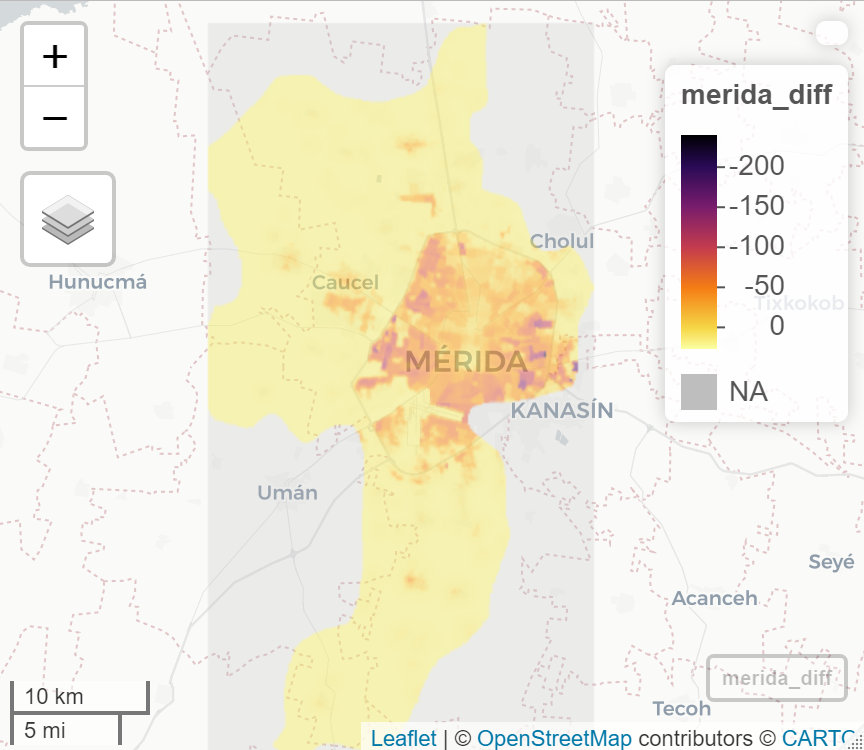 +
−
merida_diff
-200
-150
-100
-50
0
NA
Cholul
Hunucmá
Caucel
Tixkokob
MÉRIDA
KANASÍN
Umán
Seyé
Acanceh
merida_diff
Tecoh
10 km
5 mi
Leaflet | © OpenStreetMap contributors © CARTO